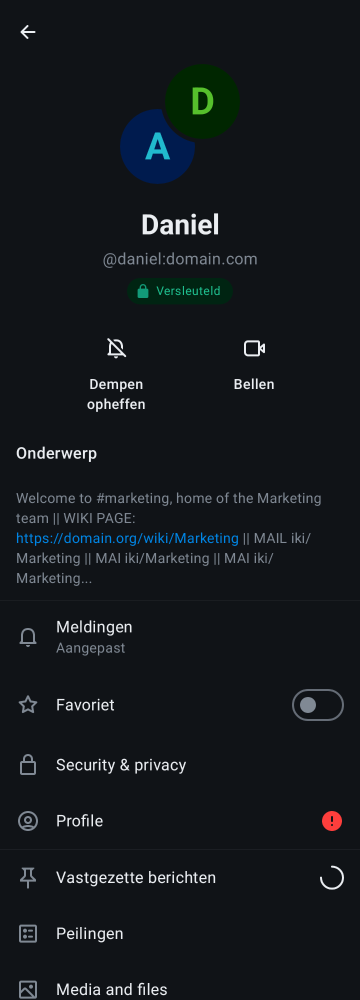 D
A
Daniel
@daniel:domain.com
Versleuteld
Dempen
opheffen
Bellen
Onderwerp
Welcome to #marketing, home of the Marketing
team || WIKI PAGE:
https://domain.org/wiki/Marketing || MAIL iki/
Marketing || MAI iki/Marketing || MAI iki/
Marketing...
Meldingen
Aangepast
Favoriet
Security & privacy
Profile
Vastgezette berichten
Peilingen
Media and files